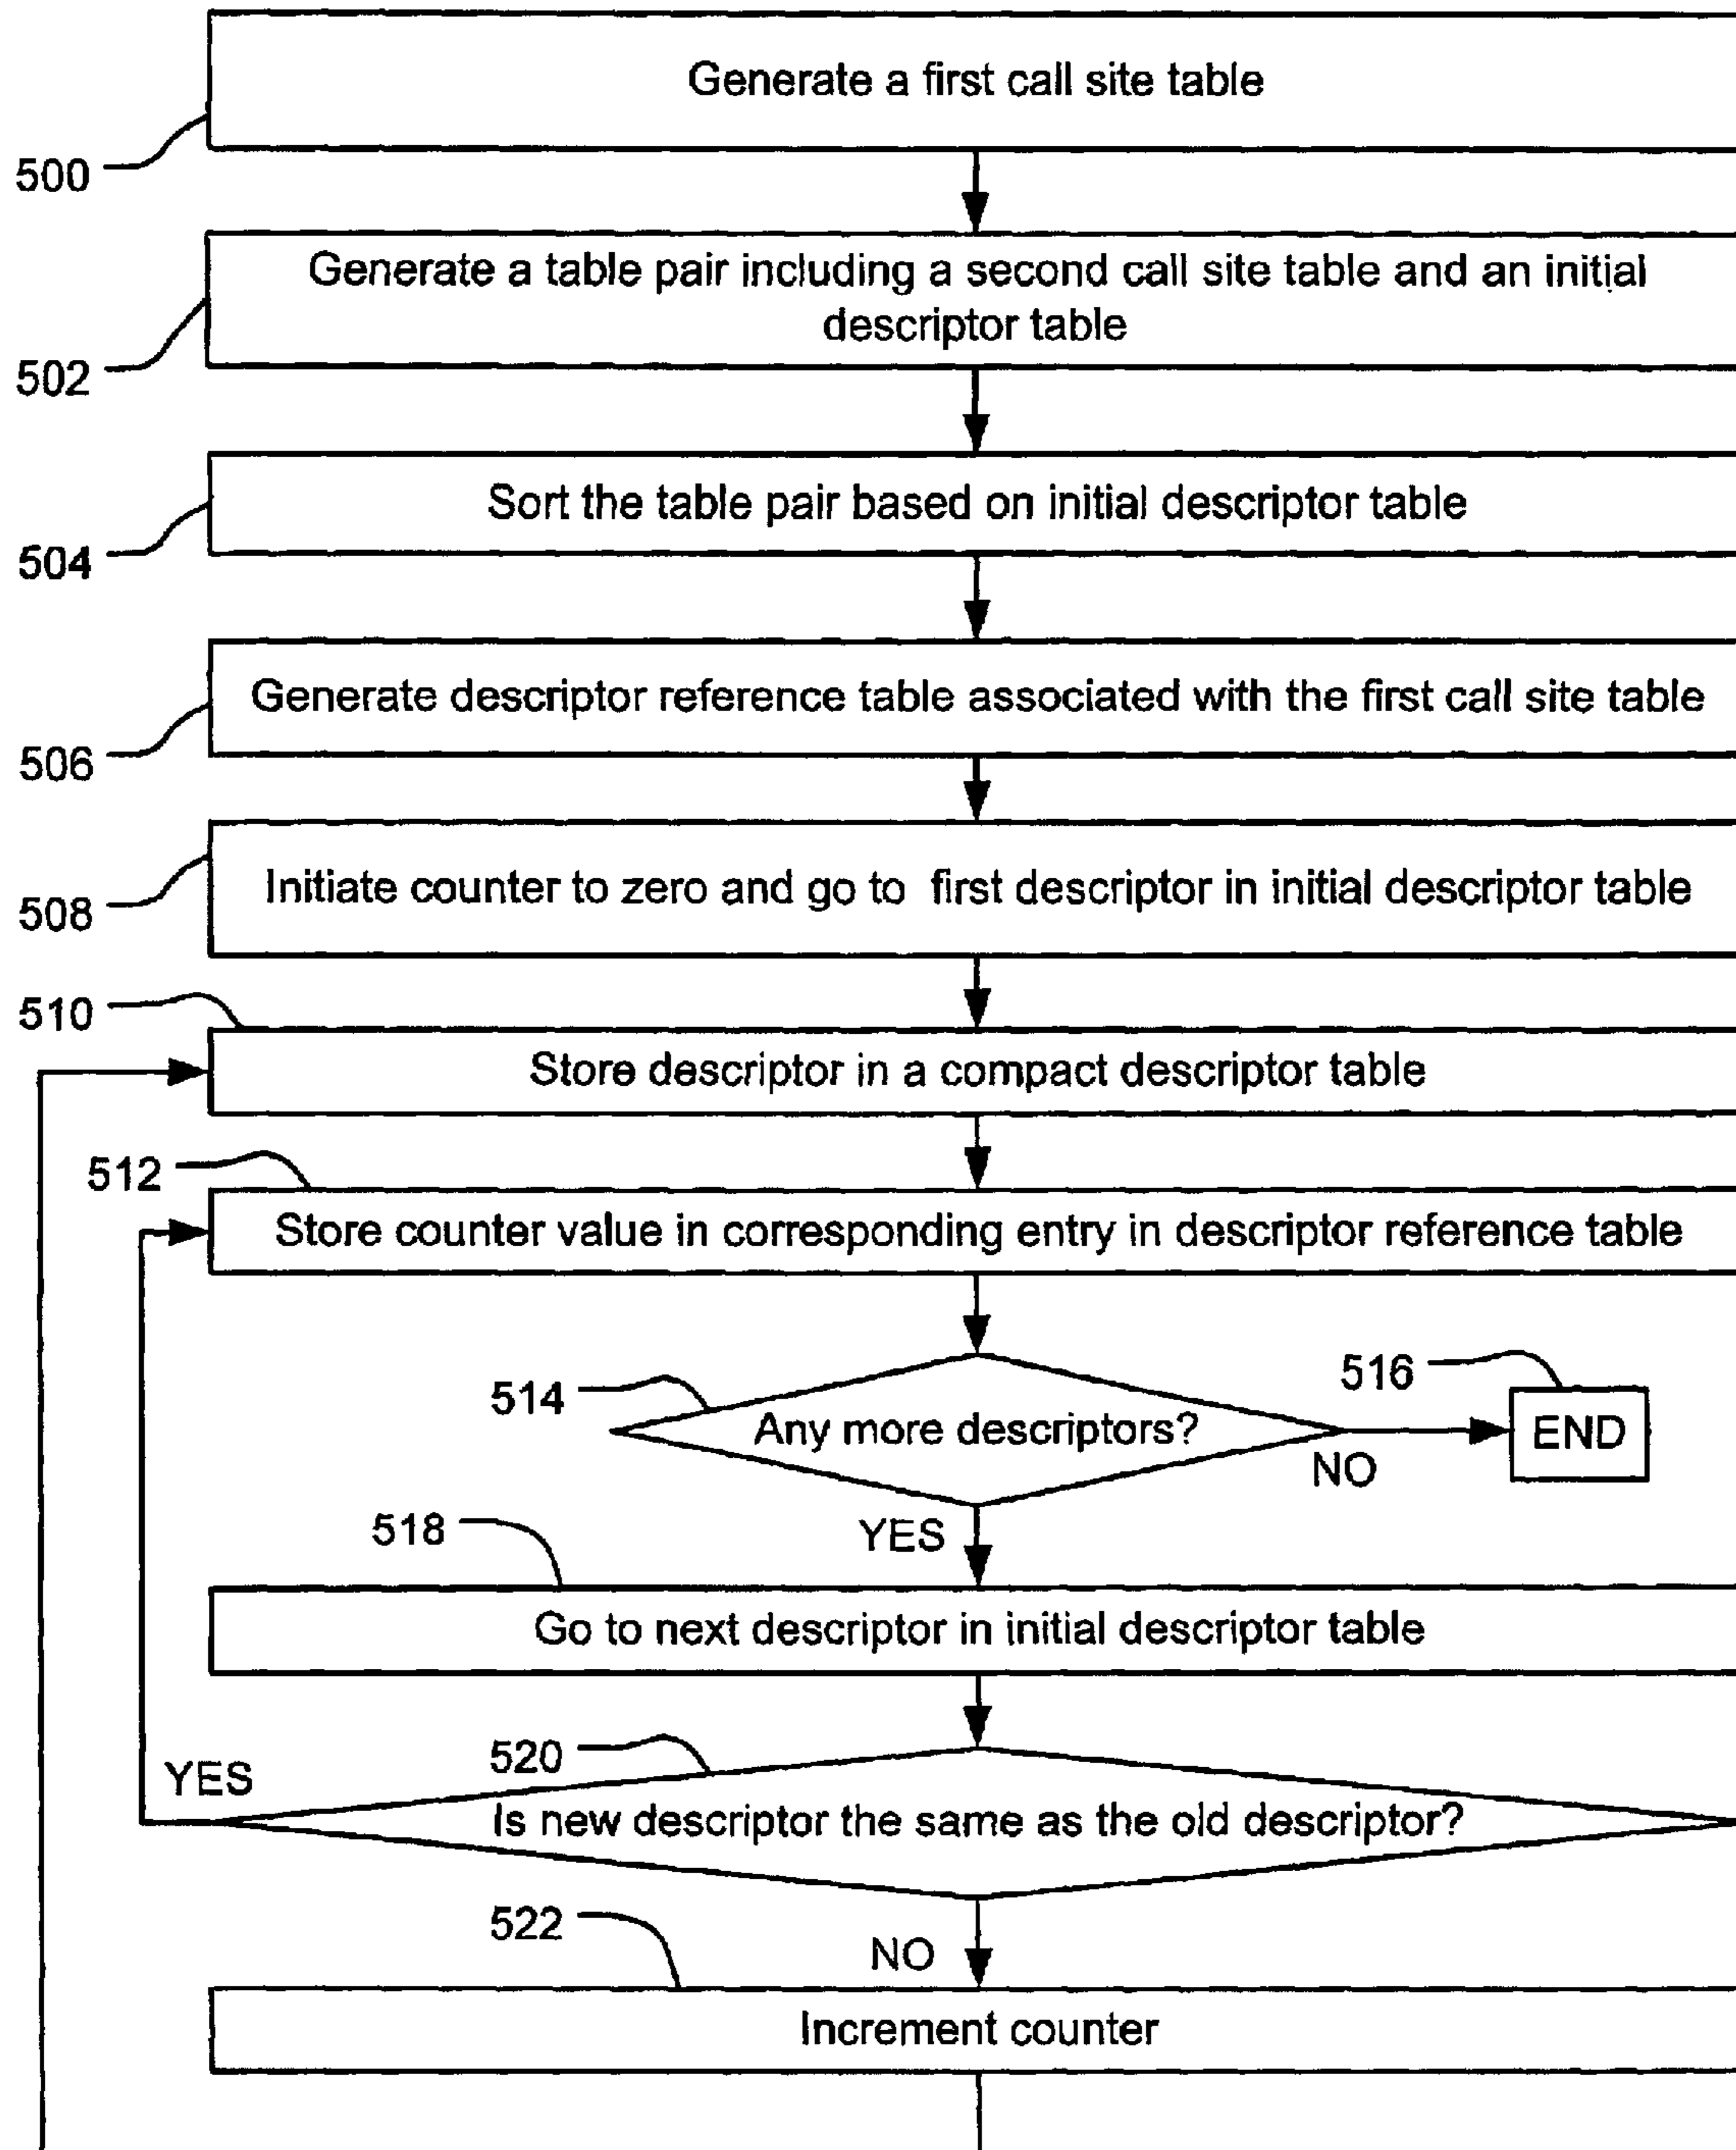 Generate a first call site table
500
Generate a table pair including a second call site table and an initial
descriptor table
502
Sort the table pair based on initial descriptor table
504
Generate descriptor reference table associated with the first call site table
506
Initiate counter to zero and go to first descriptor in initial descriptor table
508
510
Store descriptor in a compact descriptor table
512
Store counter value in corresponding entry in descriptor reference table
516
514
Any more descriptors?
END
NO
YES
518
Go to next descriptor in initial descriptor table
520
YES
Is new descriptor the same as the old descriptor?
522
NO
Increment counter